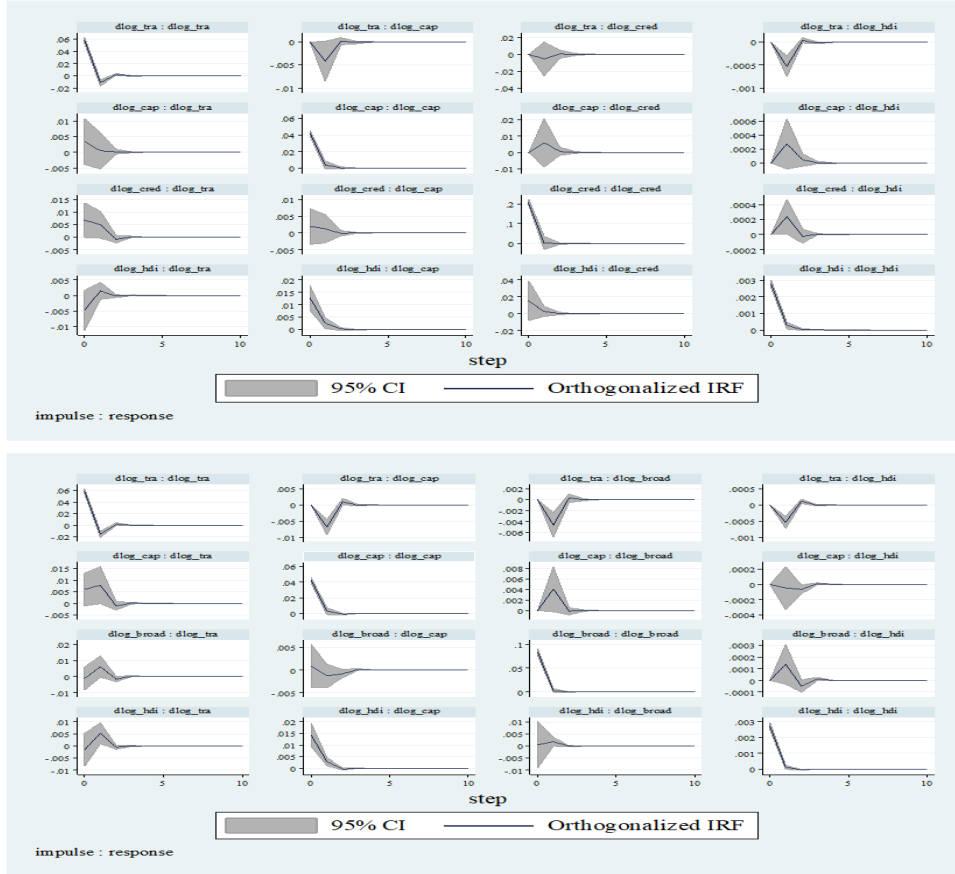 dlog_tra : dlog_tra
.06
.04
.02
0
-.02
dlog_tra : dlog_cap
0
-.005
-.01
dlog_tra : dlog_cred
.02
0
-.02
-.04
dlog_tra : dlog_hdi
0
-.0005
-.001
dlog_cap : dlog_tra
.01
.005
0
-.005
dlog_cap : dlog_cap
.06
.04
.02
0
dlog_cap : dlog_cred
.02
.01
0
-.01
dlog_cap : dlog_hdi
.0006
.0004
.0002
0
dlog_cred : dlog_tra
.015
.01
.005
0
.005
dlog_cred : dlog_cap
.01
.005
0
.005
dlog_cred : dlog_cred
.2
.1
0
dlog_cred : dlog_hdi
.0004
.0002
0
-.0002
dlog_hdi : dlog_tra
.005
0
-.005
-.01
0 5 10
dlog_hdi : dlog_cap
.02
.015
.01
.005
0
0 5 10
dlog_hdi : dlog_cred
.04
.02
0
-.02
0 5 10
dlog_hdi : dlog_hdi
.003
.002
.001
0
0 5 10
step
95% CI Orthogonalized IRF
impulse : response
dlog_tra : dlog_tra
.06
.04
.02
0
-.02
dlog_tra : dlog_cap
.005
0
-.005
-.01
dlog_tra : dlog_broad
.002
0
-.002
-.004
-.006
dlog_tra : dlog_hdi
.0005
0
-.0005
-.001
dlog_cap : dlog_tra
.015
.01
.005
0
-.005
dlog_cap : dlog_cap
.06
.04
.02
0
dlog_cap : dlog_broad
.008
.006
.004
.002
0
dlog_cap : dlog_hdi
.0002
0
-.0002
-.0004
dlog_broad : dlog_tra
.02
.01
0
-.01
dlog_broad : dlog_cap
.005
0
-.005
dlog_broad : dlog_broad
.1
.05
0
dlog_broad : dlog_hdi
.0003
.0002
.0001
0
-.0001
dlog_hdi : dlog_tra
.01
.005
0
-.005
-.01
0 5 10
dlog_hdi : dlog_cap
.02
.015
.01
.005
0
0 5 10
dlog_hdi : dlog_broad
.1
.005
0
-.005
-.01
0 5 10
dlog_hdi : dlog_hdi
.003
.002
.001
0
0 5 10
step
95% CI Orthogonalized IRF
impulse : response